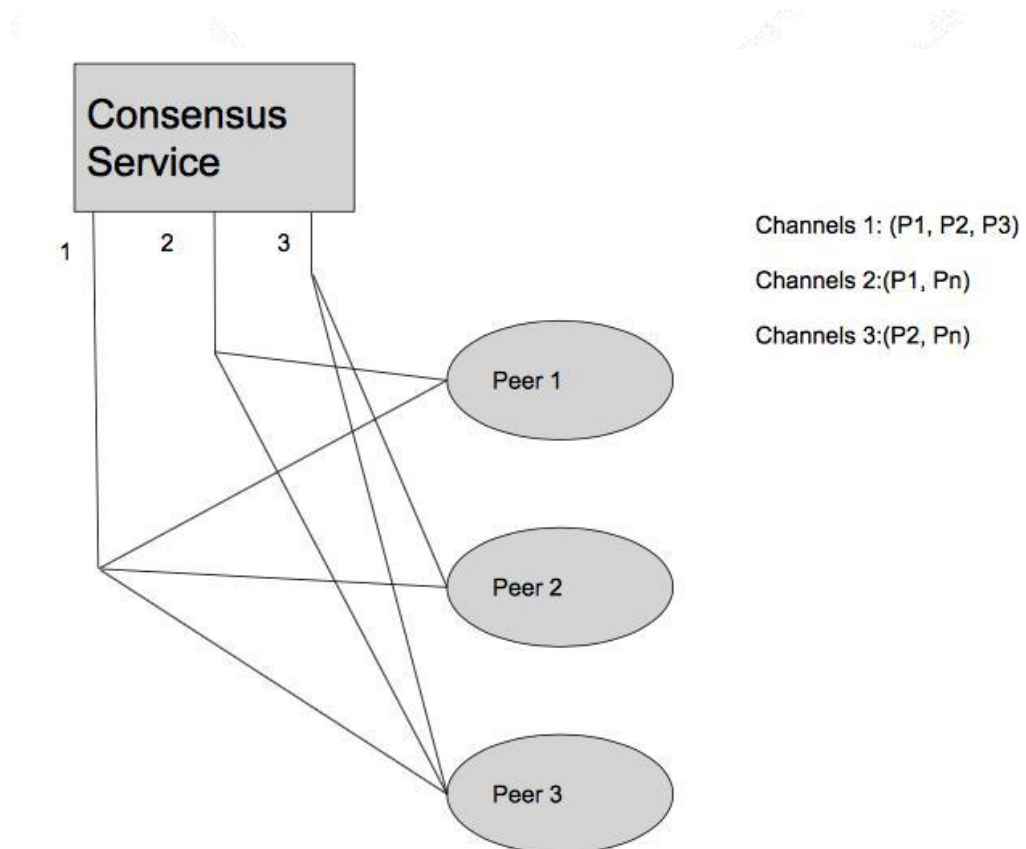 Consensus
Service
1
2
3
Channels 1: (P1, P2, P3)
Channels 2:(P1, Pn)
Channels 3:(P2, Pn)
Peer 1
Peer 2
Peer 3